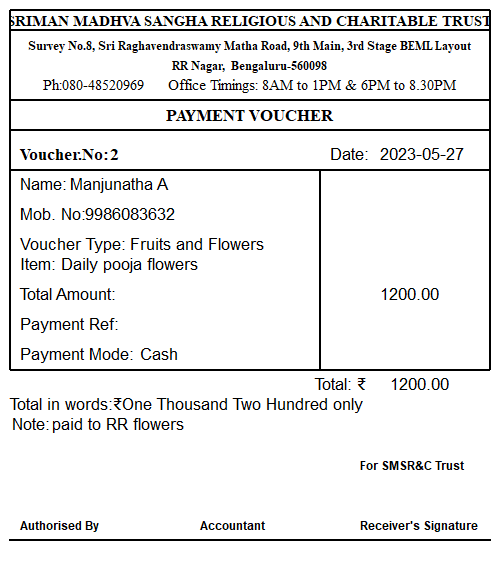 SRIMAN MADHVA SANGHA RELIGIOUS AND CHARITABLE TRUST
Survey No.8, Sri Raghavendraswamy Matha Road, 9th Main, 3rd Stage BEML Layout
RR Nagar, Bengaluru-560098
Ph:080-48520969 Office Timings: 8AM to 1PM & 6PM to 8.30PM
PAYMENT VOUCHER
Voucher.No: 2 Date: 2023-05-27
Name: Manjunatha A
Mob. No:9986083632
Voucher Type: Fruits and Flowers
Item: Daily pooja flowers
Total Amount: 1200.00
Payment Ref:
Payment Mode: Cash
Total: ₹ 1200.00
Total in words:₹One Thousand Two Hundred only
Note: paid to RR flowers
For SMSR&C Trust
Authorised By Accountant Receiver's Signature